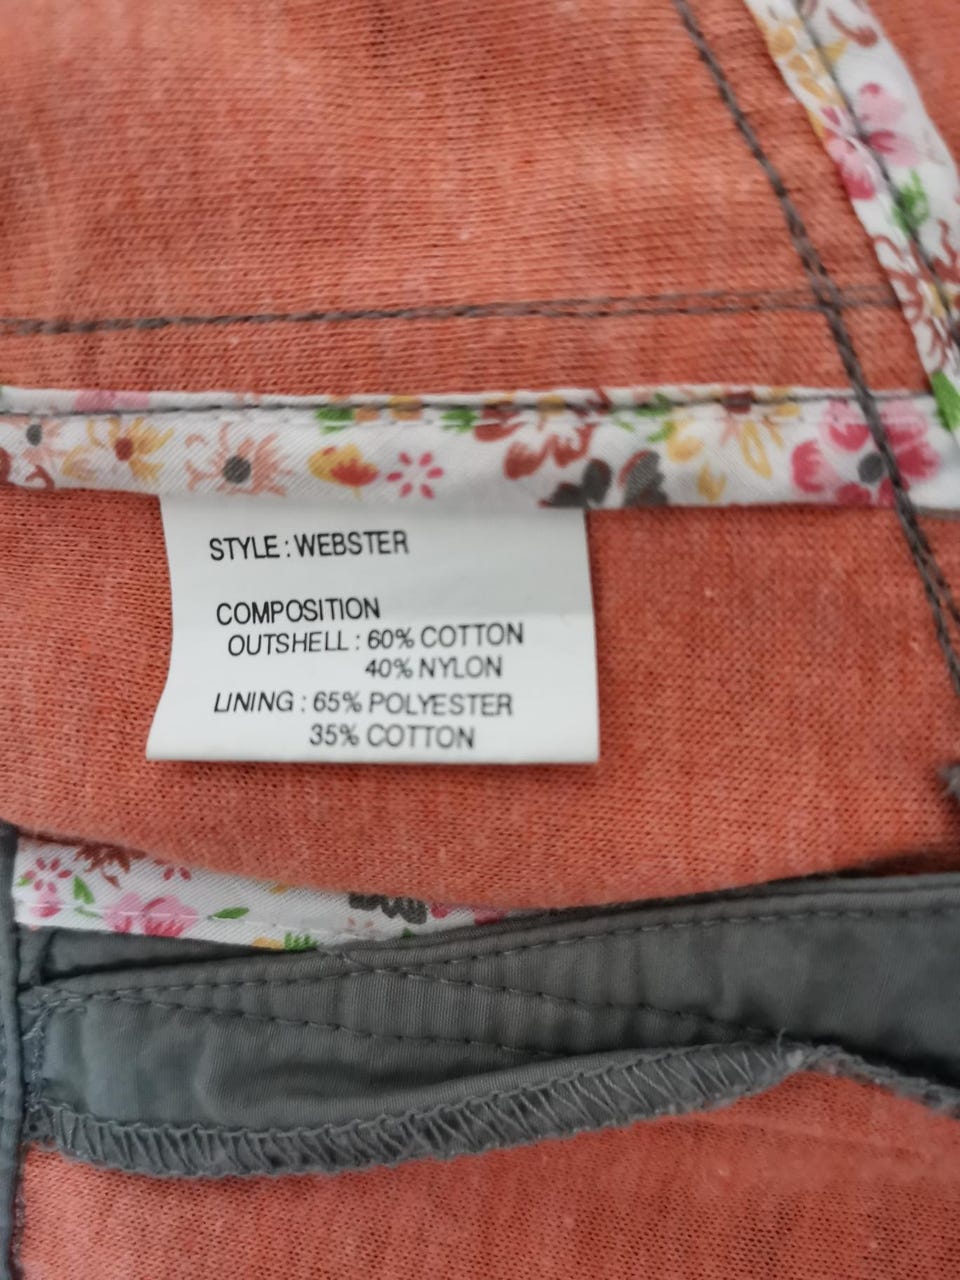 STYLE : WEBSTER
COMPOSITION
OUTSHELL : 60% COTTON
40% NYLON
LINING : 65% POLYESTER
35% COTTON